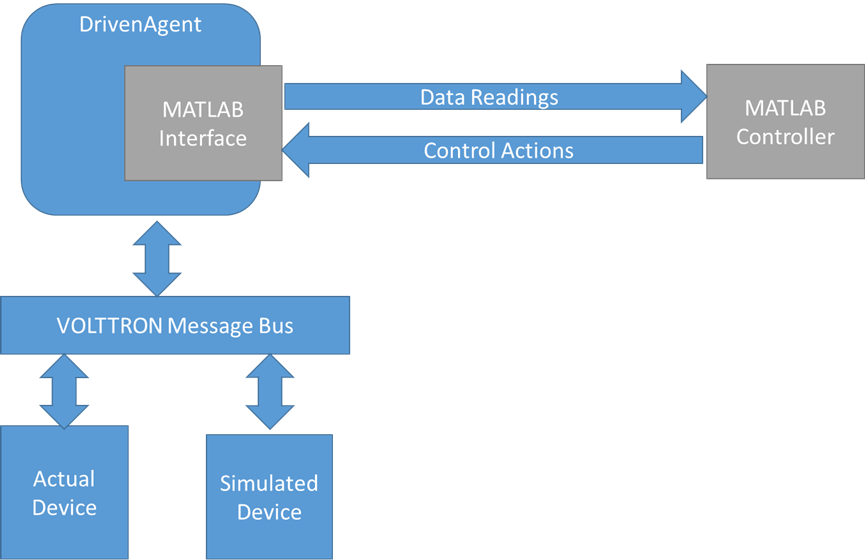 DrivenAgent
MATLAB
Interface
Data Readings
Control Actions
MATLAB
Controller
VOLTTRON Message Bus
Actual
Device
Simulated
Device